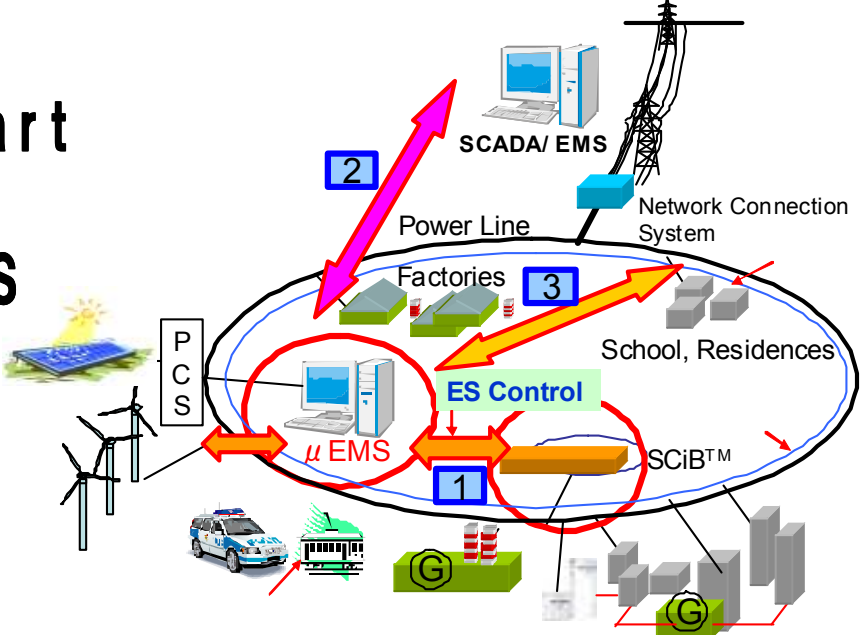 art
s
SCADA/ EMS
2
Network Connection
System
Power Line
Factories
3
School, Residences
P
C
S
ES Control
μ EMS
SCiB™
1
G
G